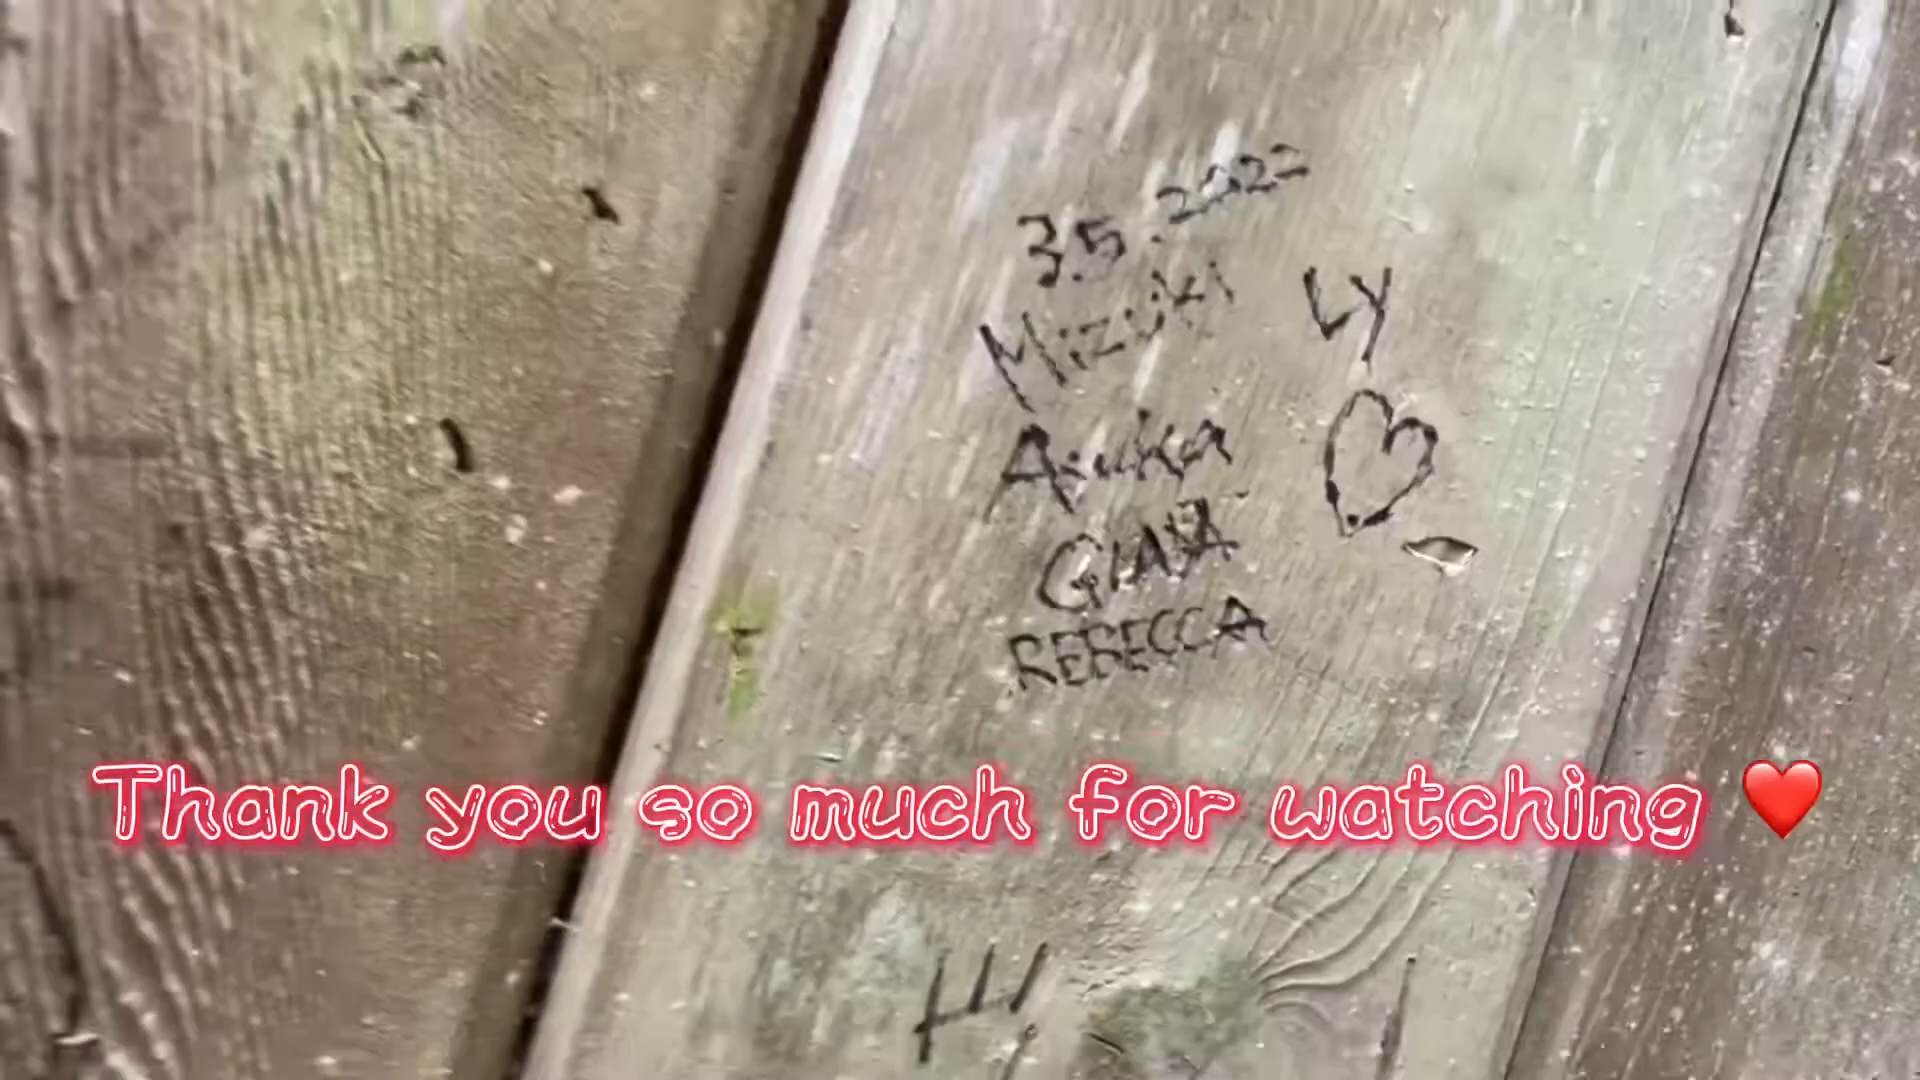 3.5.2022
Mizuki
LY
Asuka
REBECCA
Thank you so much for watching ❤️